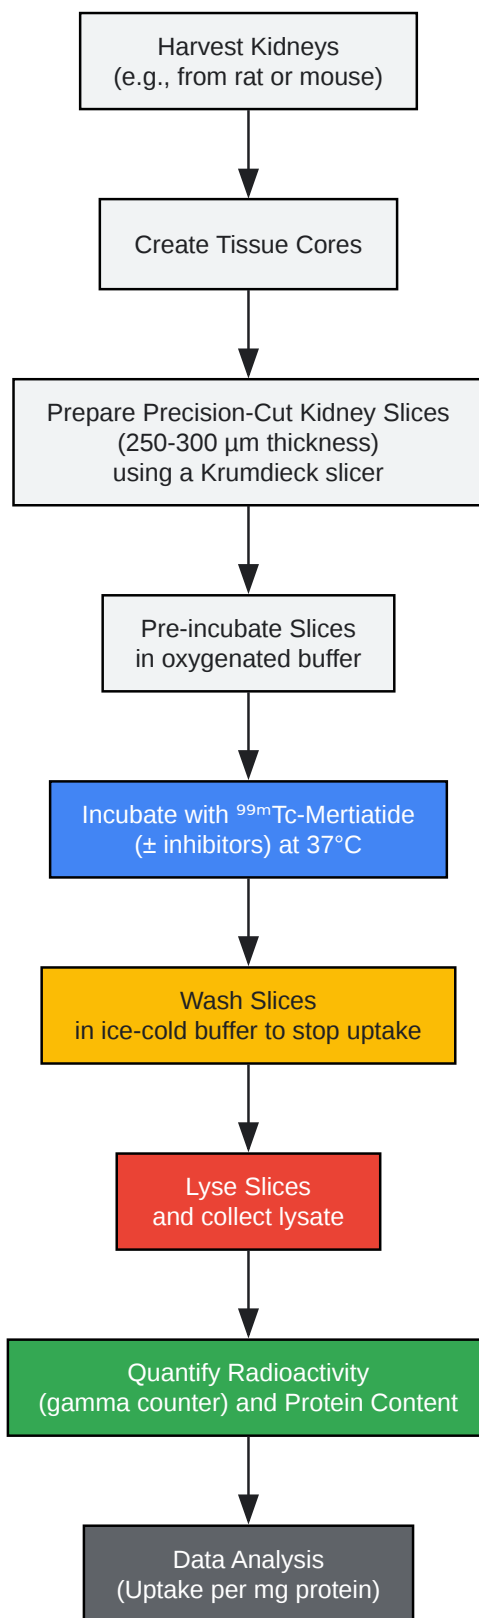 Harvest Kidneys
(e.g., from rat or mouse)
Create Tissue Cores
Prepare Precision-Cut Kidney Slices
(250-300 µm thickness)
using a Krumdieck slicer
Pre-incubate Slices
in oxygenated buffer
Incubate with ⁹⁹ᵐTc-Mertiatide
(± inhibitors) at 37°C
Wash Slices
in ice-cold buffer to stop uptake
Lyse Slices
and collect lysate
Quantify Radioactivity
(gamma counter) and Protein Content
Data Analysis
(Uptake per mg protein)